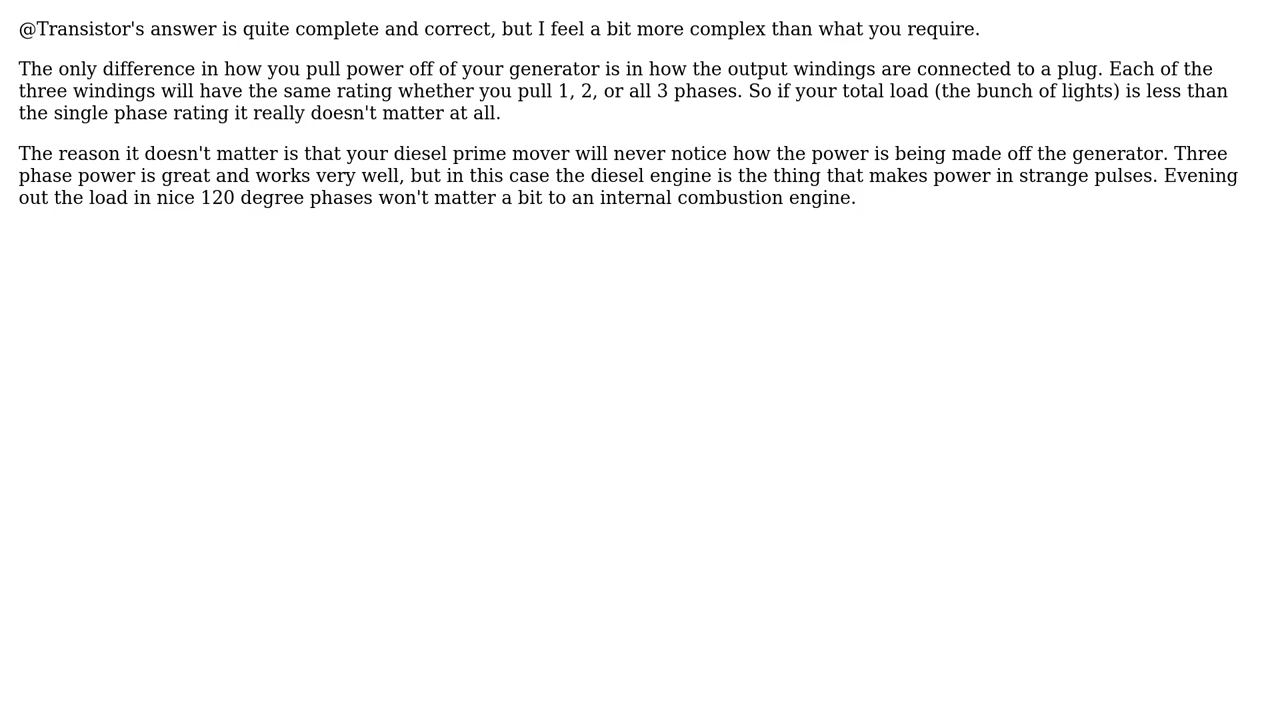 @Transistor's answer is quite complete and correct, but I feel a bit more complex than what you require.
The only difference in how you pull power off of your generator is in how the output windings are connected to a plug. Each of the
three windings will have the same rating whether you pull 1, 2, or all 3 phases. So if your total load (the bunch of lights) is less than
the single phase rating it really doesn't matter at all.
The reason it doesn't matter is that your diesel prime mover will never notice how the power is being made off the generator. Three
phase power is great and works very well, but in this case the diesel engine is the thing that makes power in strange pulses. Evening
out the load in nice 120 degree phases won't matter a bit to an internal combustion engine.